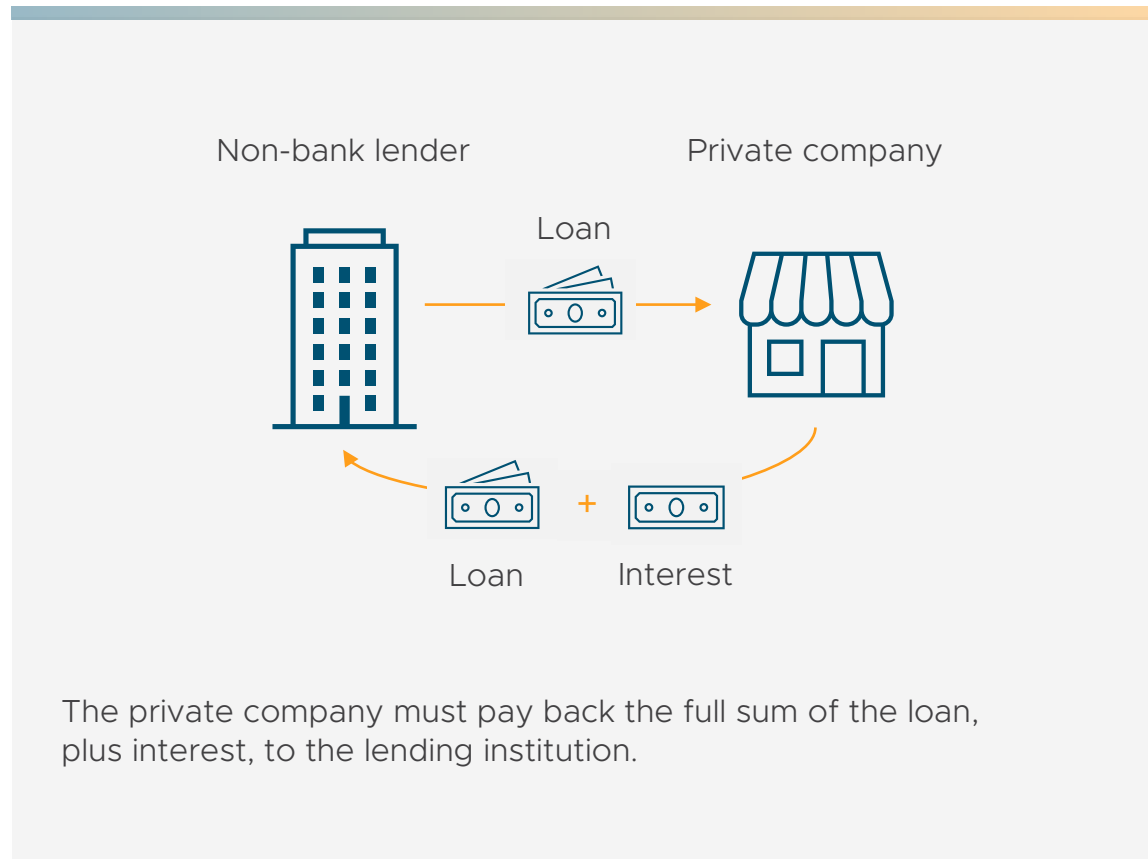 Non-bank lender
Private company
Loan
+
Loan
Interest
The private company must pay back the full sum of the loan,
plus interest, to the lending institution.